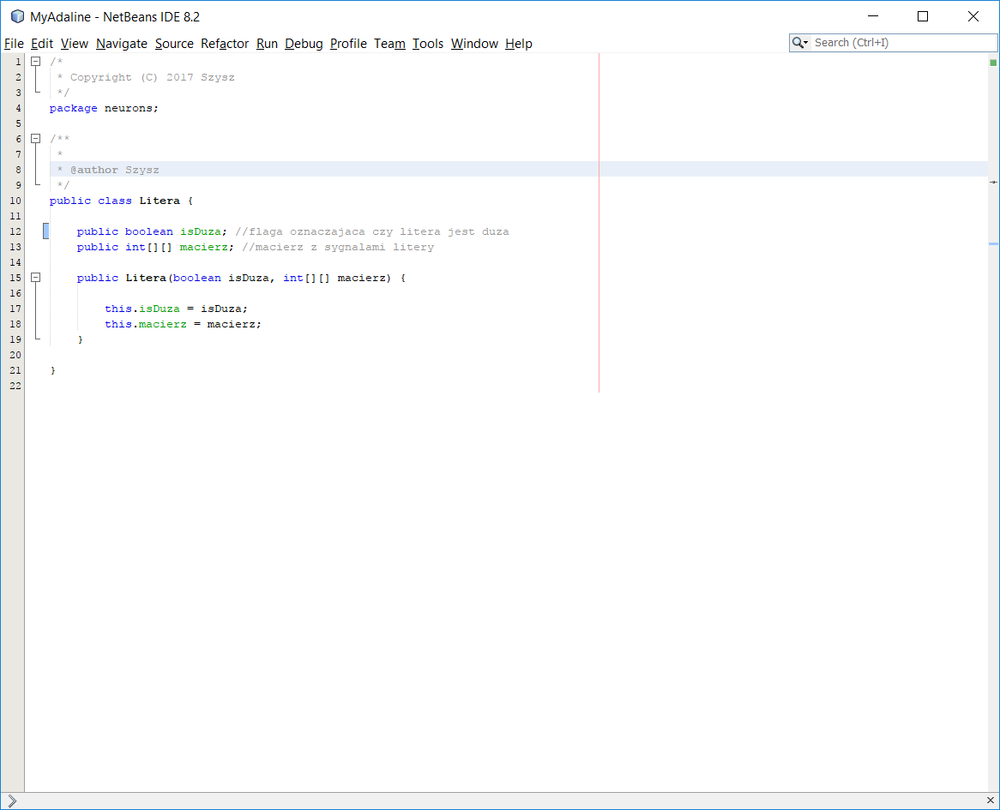 MyAdaline - NetBeans IDE 8.2
File Edit View Navigate Source Refactor Run Debug Profile Team Tools Window Help
Search (Ctrl+I)
1 /*
2 * Copyright (C) 2017 Szysz
3 */
4 package neurons;
5
6 /**
7 *
8 * @author Szysz
9 */
10 public class Litera {
11
12 public boolean isDuza; //flaga oznaczajaca czy litera jest duza
13 public int[][] macierz; //macierz z sygnalami litery
14
15 public Litera(boolean isDuza, int[][] macierz) {
16
17 this.isDuza = isDuza;
18 this.macierz = macierz;
19 }
20
21 }
22